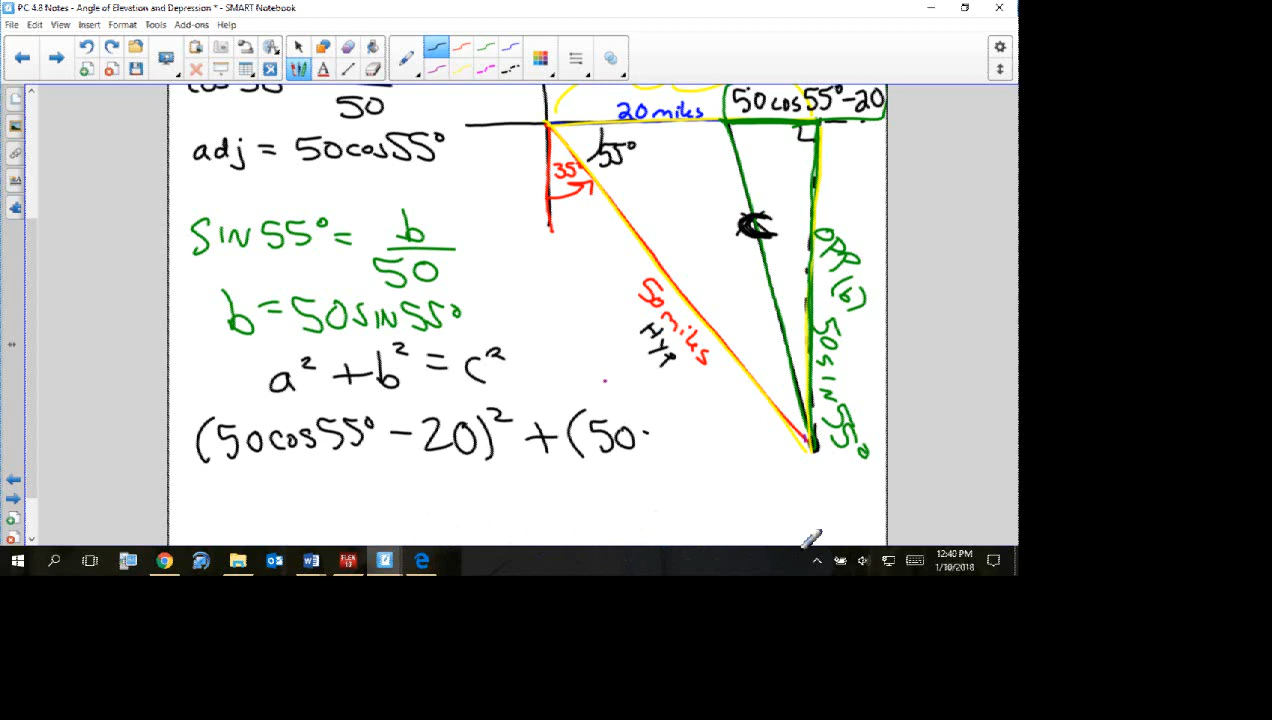 PC 4.8 Notes - Angle of Elevation and Depression * - SMART Notebook
File Edit View Insert Format Tools Add-ons Help
50
20 miles
50cos55°-20
adj = 50cos55°
35°
55°
sin55° = b/50
b = 50sin55°
50 miles
HYP
OPP (b) 50sin55°
a² + b² = c²
(50cos55° - 20)² + (50
C
12:40 PM
1/10/2018